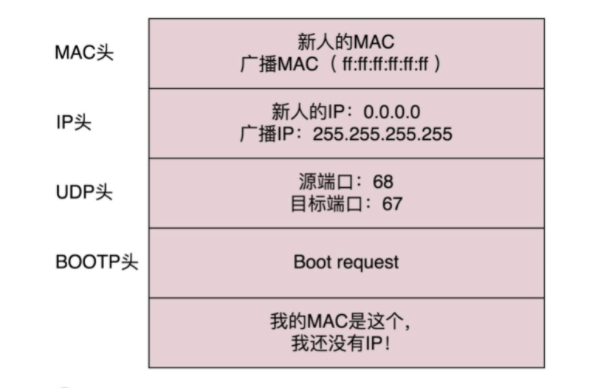 MAC头
新人的MAC
广播MAC（ff:ff:ff:ff:ff:ff）
IP头
新人的IP：0.0.0.0
广播IP：255.255.255.255
UDP头
源端口：68
目标端口：67
BOOTP头
Boot request
我的MAC是这个，
我还没有IP！